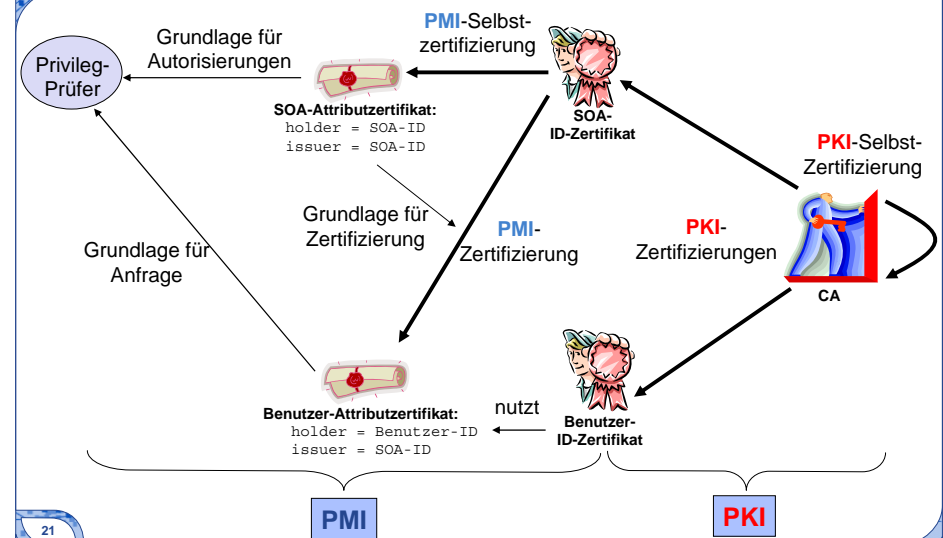 PMI-Selbst-
zertifizierung
Grundlage für
Autorisierungen
Privileg-
Prüfer
SOA-Attributzertifikat:
holder = SOA-ID
issuer = SOA-ID
SOA-
ID-Zertifikat
PKI-Selbst-
Zertifizierung
Grundlage für
Zertifizierung
PMI-
Zertifizierung
PKI-
Zertifizierungen
Grundlage für
Anfrage
CA
Benutzer-Attributzertifikat:
holder = Benutzer-ID
issuer = SOA-ID
nutzt
Benutzer-
ID-Zertifikat
PMI
PKI
21